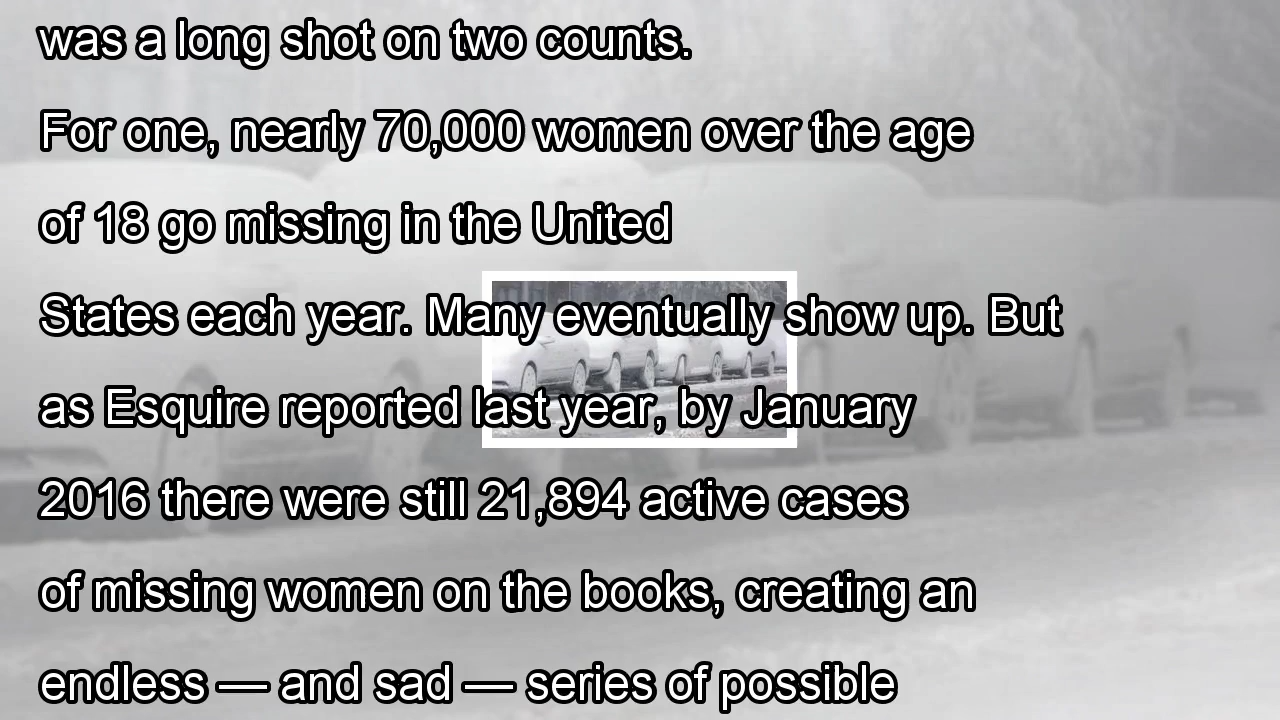 was a long shot on two counts.
For one, nearly 70,000 women over the age
of 18 go missing in the United
States each year. Many eventually show up. But
as Esquire reported last year, by January
2016 there were still 21,894 active cases
of missing women on the books, creating an
endless — and sad — series of possible